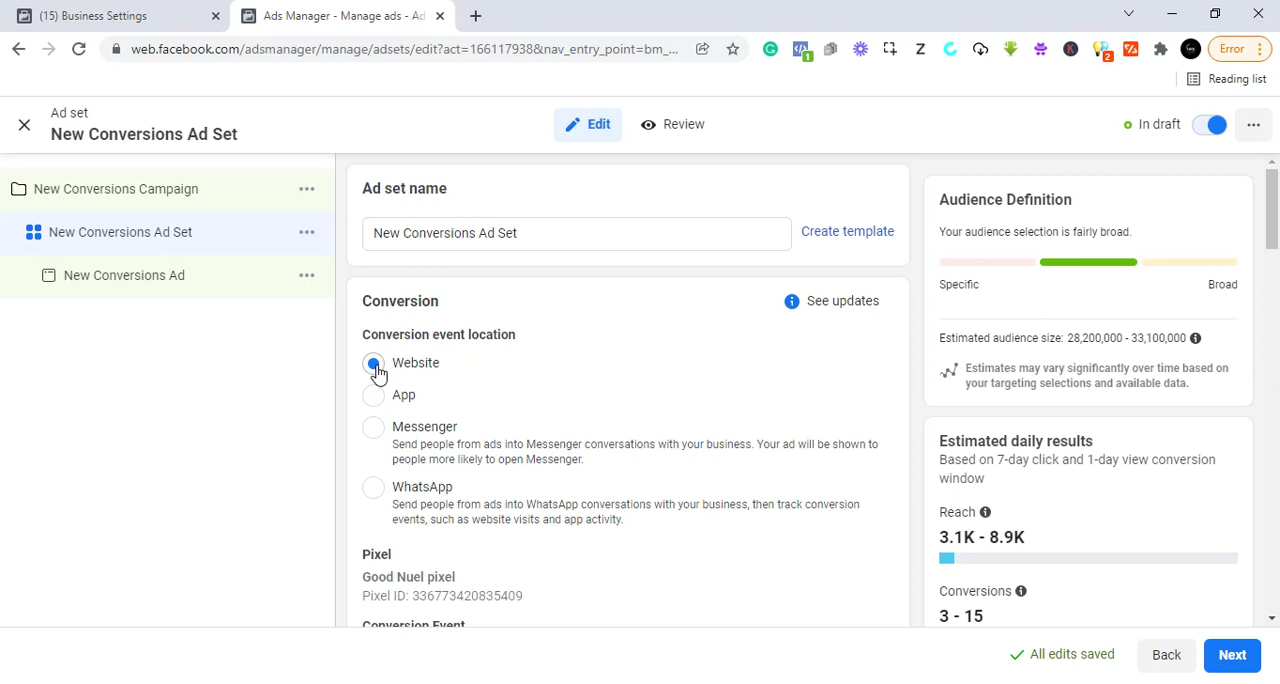 (15) Business Settings
Ads Manager - Manage ads - Ad
web.facebook.com/adsmanager/manage/adsets/edit?act=166117938&nav_entry_point=bm_...
1
Z
K
2
Error
Reading list
Ad set
New Conversions Ad Set
Edit
Review
In draft
New Conversions Campaign
New Conversions Ad Set
New Conversions Ad
Ad set name
New Conversions Ad Set
Create template
Conversion
See updates
Conversion event location
Website
App
Messenger
Send people from ads into Messenger conversations with your business. Your ad will be shown to
people more likely to open Messenger.
WhatsApp
Send people from ads into WhatsApp conversations with your business, then track conversion
events, such as website visits and app activity.
Pixel
Good Nuel pixel
Pixel ID: 336773420835409
Conversion Event
Audience Definition
Your audience selection is fairly broad.
Specific
Broad
Estimated audience size: 28,200,000 - 33,100,000
Estimates may vary significantly over time based on
your targeting selections and available data.
Estimated daily results
Based on 7-day click and 1-day view conversion
window
Reach
3.1K - 8.9K
Conversions
3 - 15
All edits saved
Back
Next